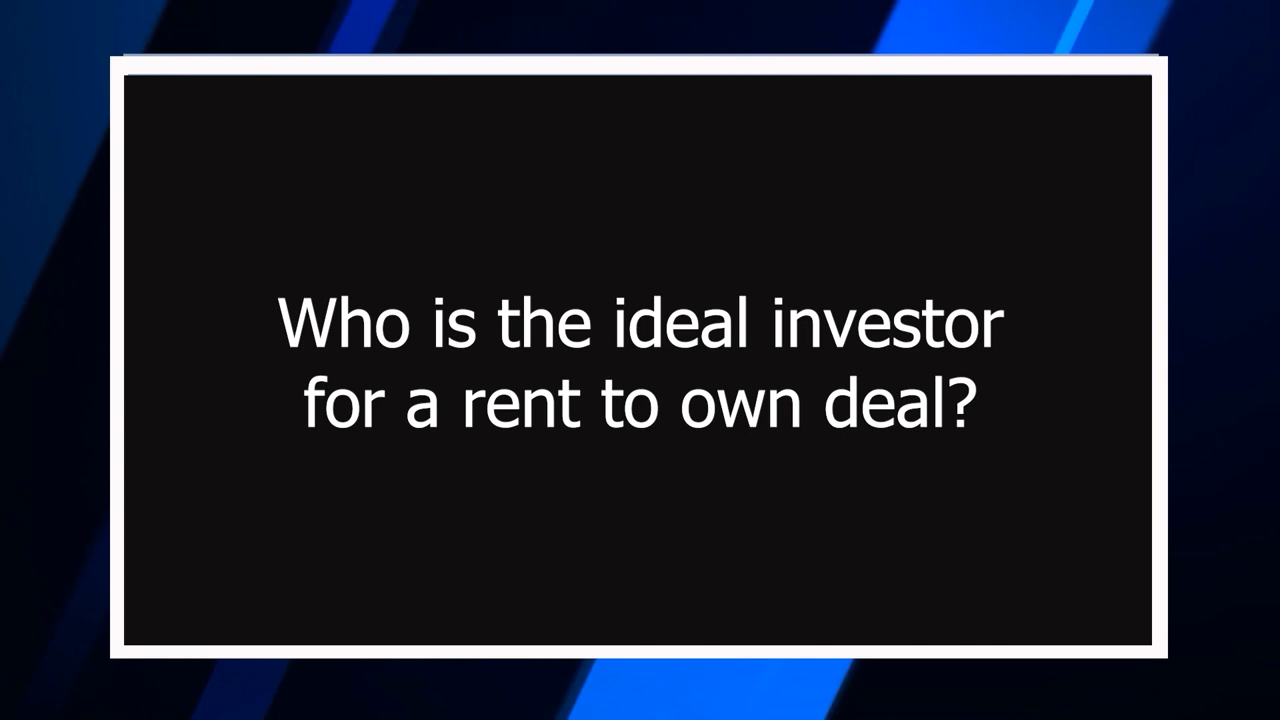 Who is the ideal investor
for a rent to own deal?